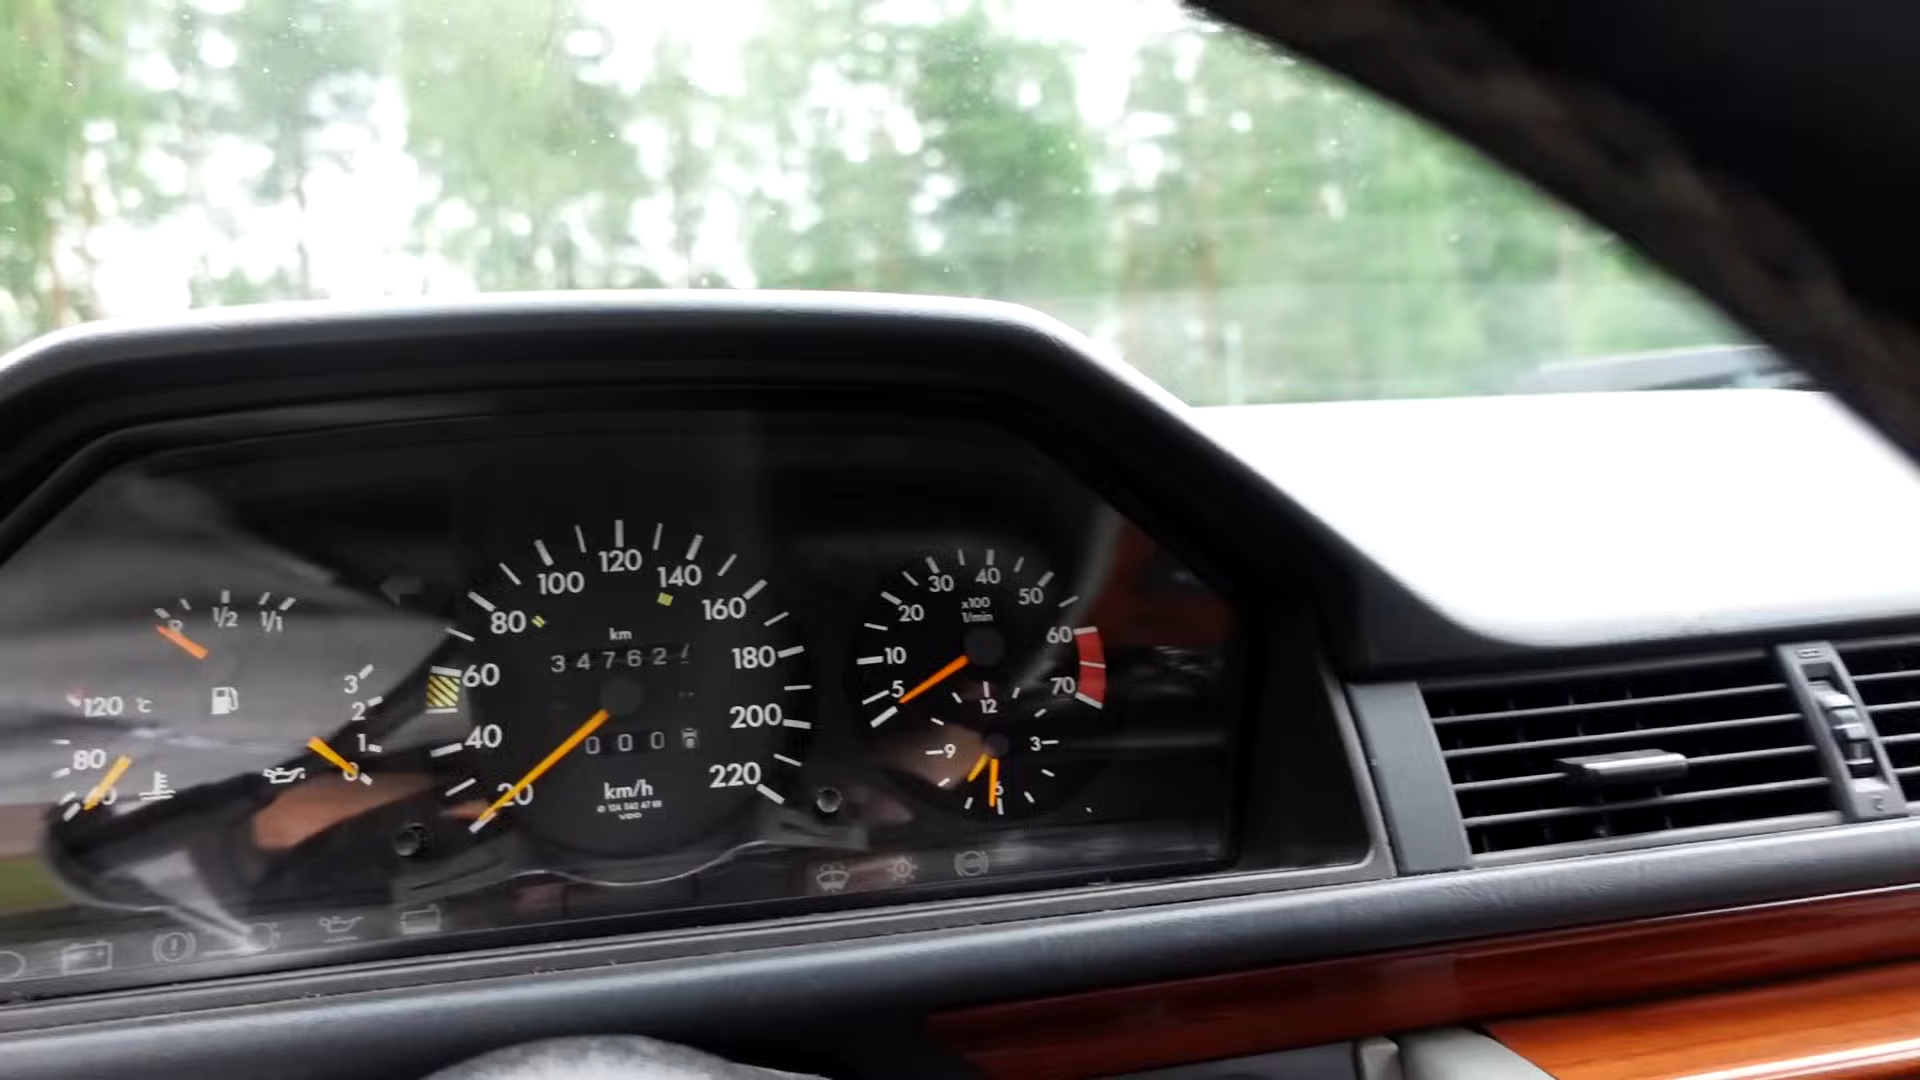 1/2 1/1
120 °C
80
3
2
1
0
80 100 120 140 160
60 180
40 200
20 220
km
34762
000
km/h
VDO
20 30 40 50
x100
1/min
10 60
5 70
12
9 3
6